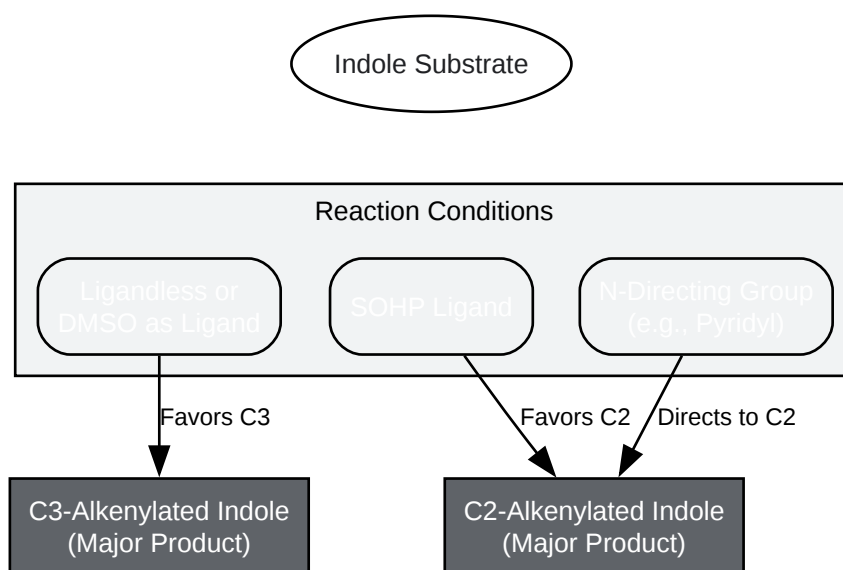 Indole Substrate
Reaction Conditions
Ligandless or
DMSO as Ligand
SOHP Ligand
N-Directing Group
(e.g., Pyridyl)
Favors C3
Favors C2
Directs to C2
C3-Alkenylated Indole
(Major Product)
C2-Alkenylated Indole
(Major Product)